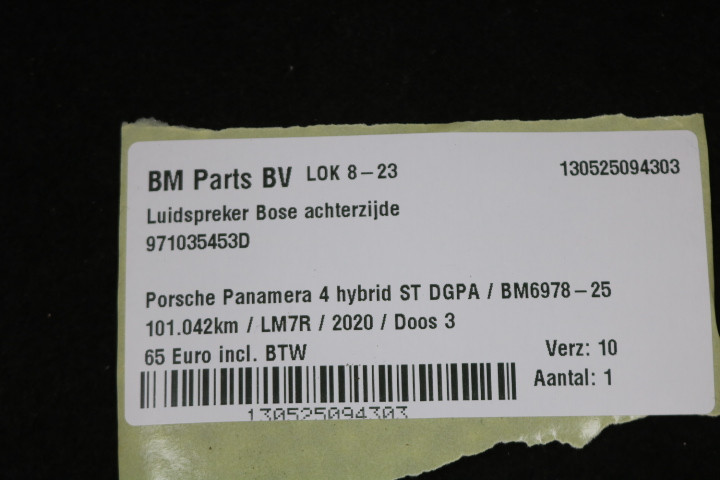 BM Parts BV LOK 8-23 130525094303
Luidspreker Bose achterzijde
971035453D
Porsche Panamera 4 hybrid ST DGPA / BM6978-25
101.042km / LM7R / 2020 / Doos 3
65 Euro incl. BTW Verz: 10
Aantal: 1
130525094303